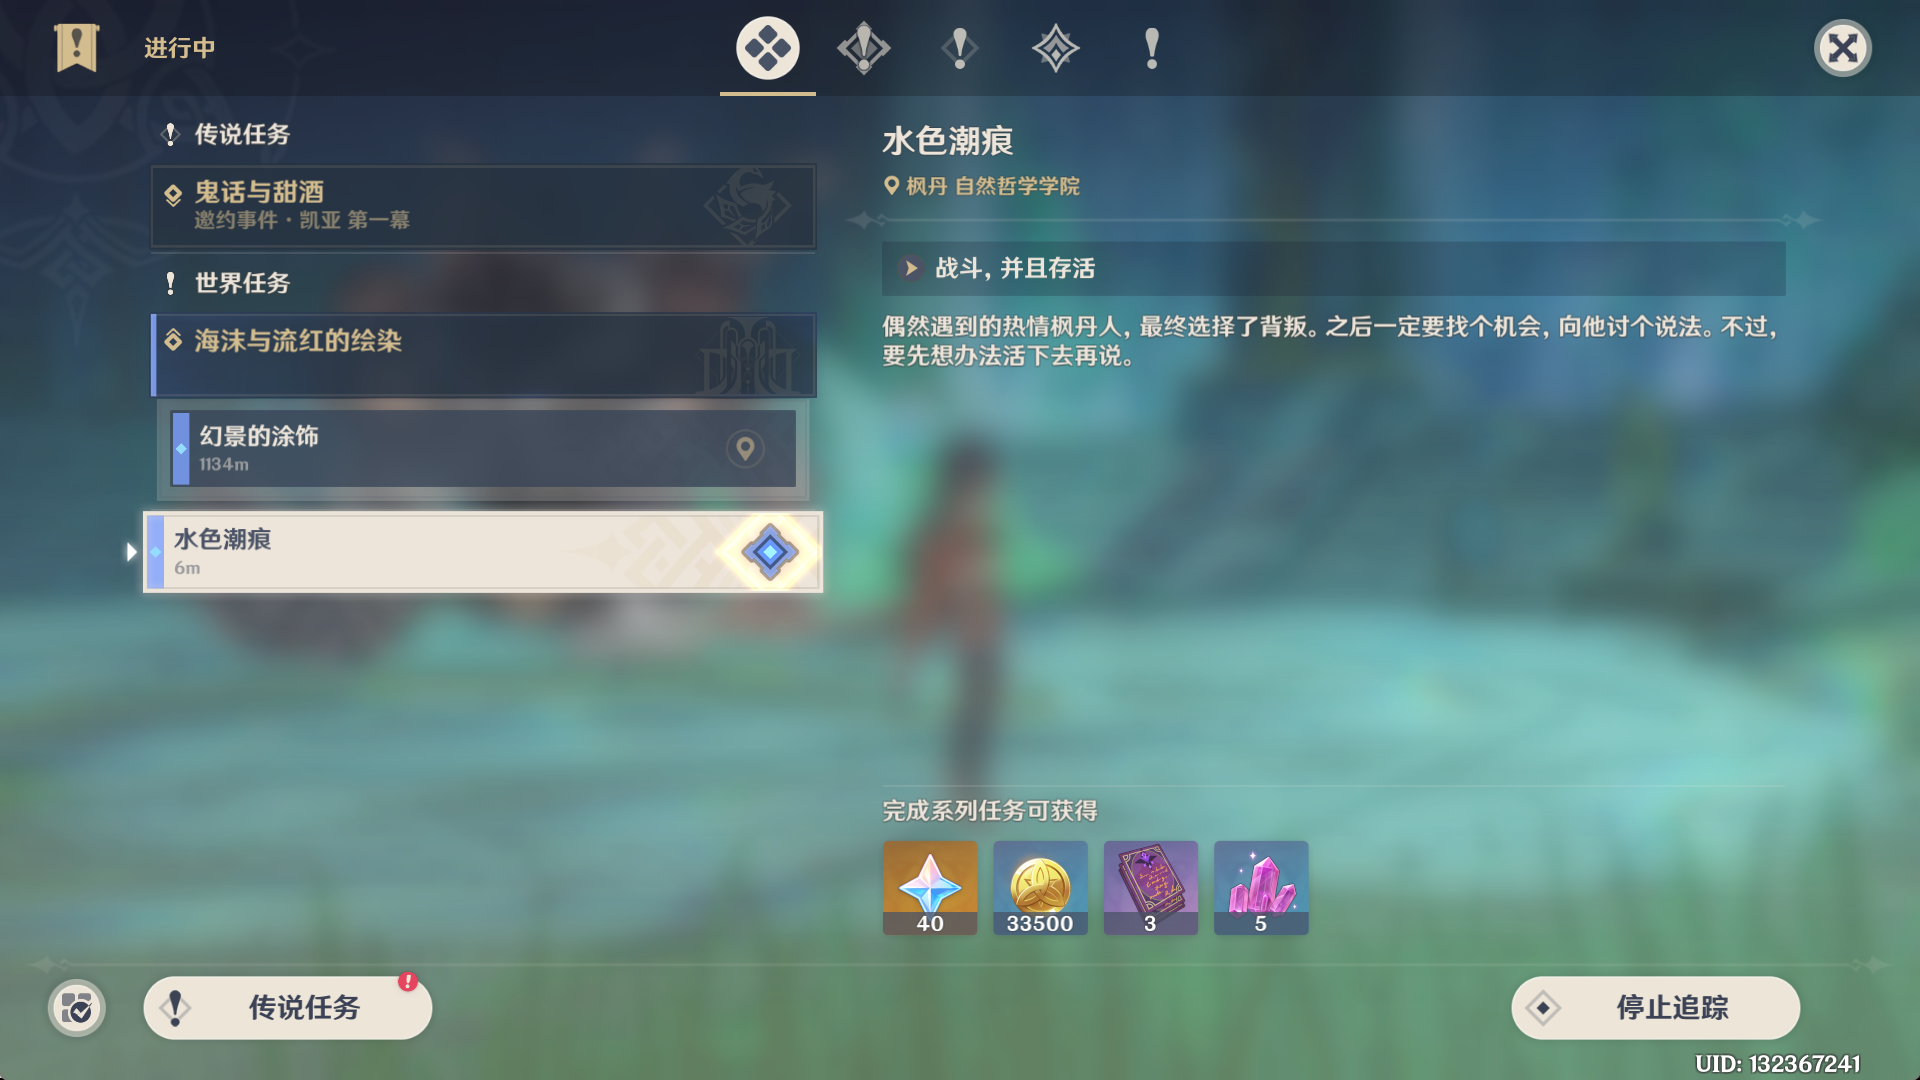 进行中
传说任务
鬼话与甜酒
邀约事件·凯亚 第一幕
世界任务
海沫与流红的绘染
幻景的涂饰
1134m
水色潮痕
6m
水色潮痕
枫丹 自然哲学学院
战斗，并且存活
偶然遇到的热情枫丹人，最终选择了背叛。之后一定要找个机会，向他讨个说法。不过，
要先想办法活下去再说。
完成系列任务可获得
40
33500
3
5
传说任务
停止追踪
UID: 132367241